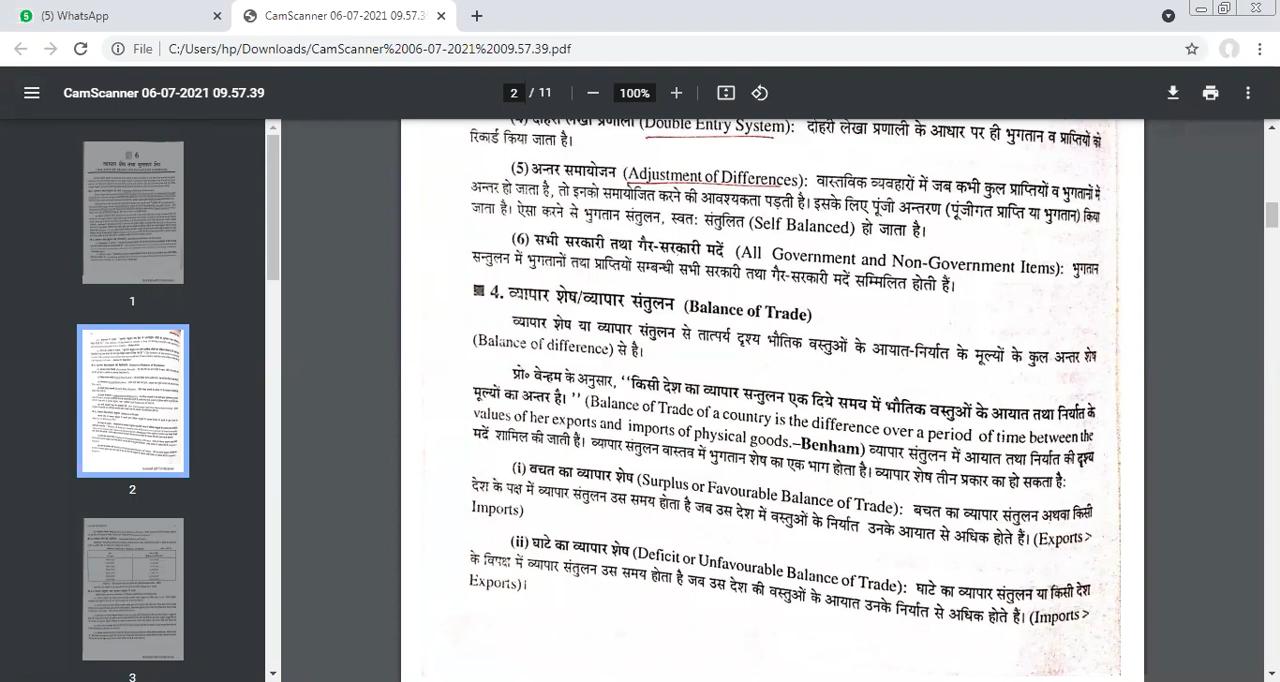 (5) WhatsApp
CamScanner 06-07-2021 09.57.3
File
C:/Users/hp/Downloads/CamScanner%2006-07-2021%2009.57.39.pdf
CamScanner 06-07-2021 09.57.39
2 / 11
100%
1
2
3
दोहरी लेखा प्रणाली (Double Entry System): दोहरी लेखा प्रणाली के आधार पर ही भुगतान व प्राप्तियों को
रिकार्ड किया जाता है।
(5) अन्तर समायोजन (Adjustment of Differences): वास्तविक व्यवहारों में जब कभी कुल प्राप्तियों व भुगतानों में
अन्तर हो जाता है, तो इनको समायोजित करने की आवश्यकता पड़ती है। इसके लिए पूंजी अन्तरण (पूंजीगत प्राप्ति या भुगतान) किया
जाता है। ऐसा करने से भुगतान संतुलन, स्वतः संतुलित (Self Balanced) हो जाता है।
(6) सभी सरकारी तथा गैर-सरकारी मदें (All Government and Non-Government Items): भुगतान
सन्तुलन में भुगतानों तथा प्राप्तियों सम्बन्धी सभी सरकारी तथा गैर-सरकारी मदें सम्मिलित होती हैं।
4. व्यापार शेष/व्यापार संतुलन (Balance of Trade)
व्यापार शेष या व्यापार संतुलन से तात्पर्य दृश्य भौतिक वस्तुओं के आयात-निर्यात के मूल्यों के कुल अन्तर शेष
(Balance of difference) से है।
प्रो० बेन्हम के अनुसार, "किसी देश का व्यापार सन्तुलन एक दिये समय में भौतिक वस्तुओं के आयात तथा निर्यात के
मूल्यों का अन्तर है।" (Balance of Trade of a country is the difference over a period of time between the
values of exports and imports of physical goods.–Benham) व्यापार संतुलन में आयात तथा निर्यात की दृश्य
मदें शामिल की जाती है। व्यापार संतुलन वास्तव में भुगतान शेष का एक भाग होता है। व्यापार शेष तीन प्रकार का हो सकता है:
(i) बचत का व्यापार शेष (Surplus or Favourable Balance of Trade): बचत का व्यापार संतुलन अथवा किसी
देश के पक्ष में व्यापार संतुलन उस समय होता है जब उस देश में वस्तुओं के निर्यात उनके आयात से अधिक होते हैं। (Exports >
Imports)
(ii) घाटे का व्यापार शेष (Deficit or Unfavourable Balance of Trade): घाटे का व्यापार संतुलन या किसी देश
के विपक्ष में व्यापार संतुलन उस समय होता है जब उस देश की वस्तुओं के आयात उनके निर्यात से अधिक होते हैं। (Imports >
Exports)